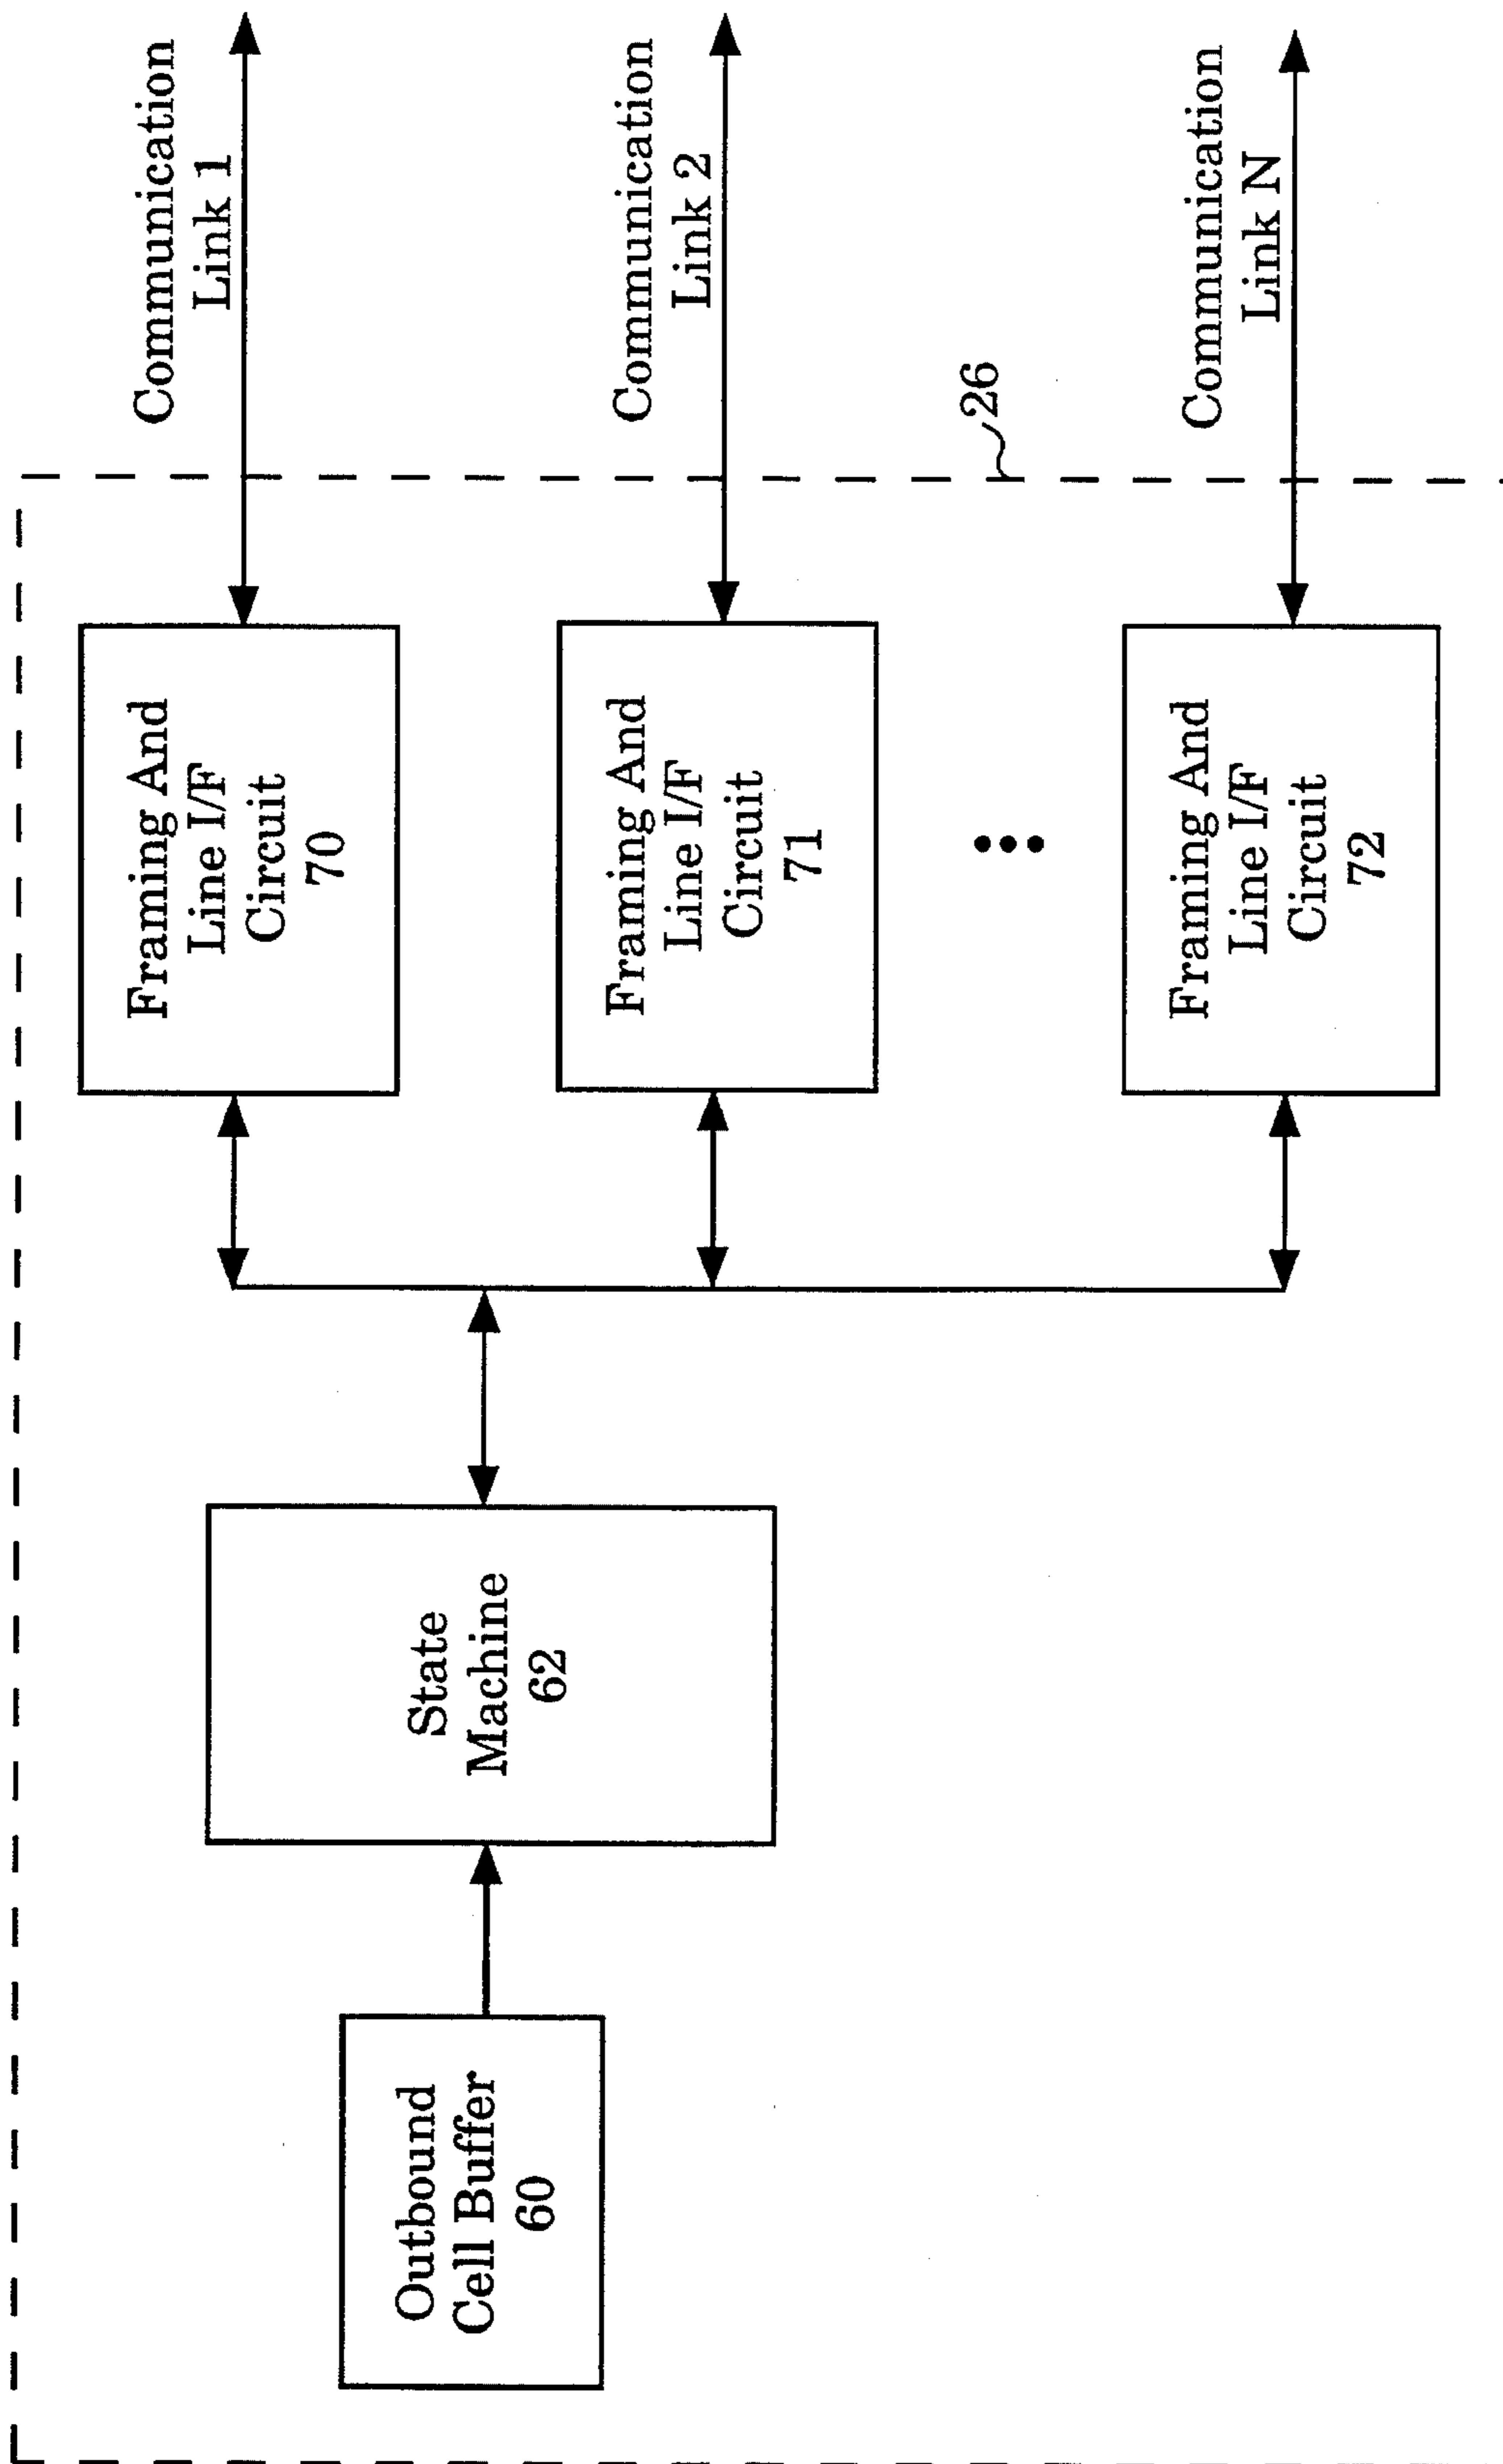 Outbound
Cell Buffer
60
State
Machine
62
Framing And
Line I/F
Circuit
70
Communication
Link 1
Framing And
Line I/F
Circuit
71
Communication
Link 2
26
Framing And
Line I/F
Circuit
72
Communication
Link N